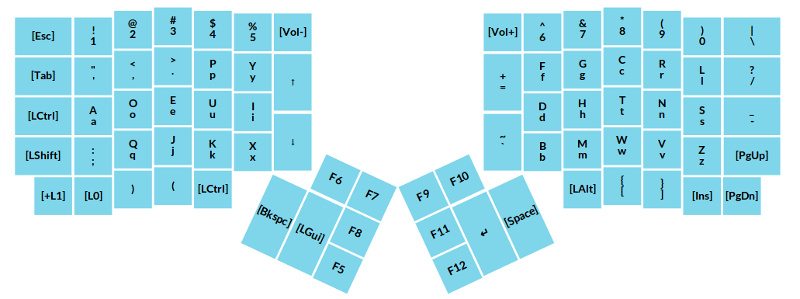 [Esc] ! @ # $ % [Vol-] [Vol+] ^ & * ( ) |
1 2 3 4 5 6 7 8 9 0 \
[Tab] " < > P Y ↑ + F G C R L ?
' , . p y = f g c r l /
[LCtrl] A O E U I D H T N S _
a o e u i d h t n s -
[LShift] : Q J K X ↓ ~ B M W V Z [PgUp]
; q j k x ` b m w v z
[+L1] [L0] ) ( [LCtrl] [LAlt] { } [Ins] [PgDn]
[ ]
F6 F7 F9 F10
[Bkspc] [LGui] F8 F11 ↵ [Space]
F5 F12